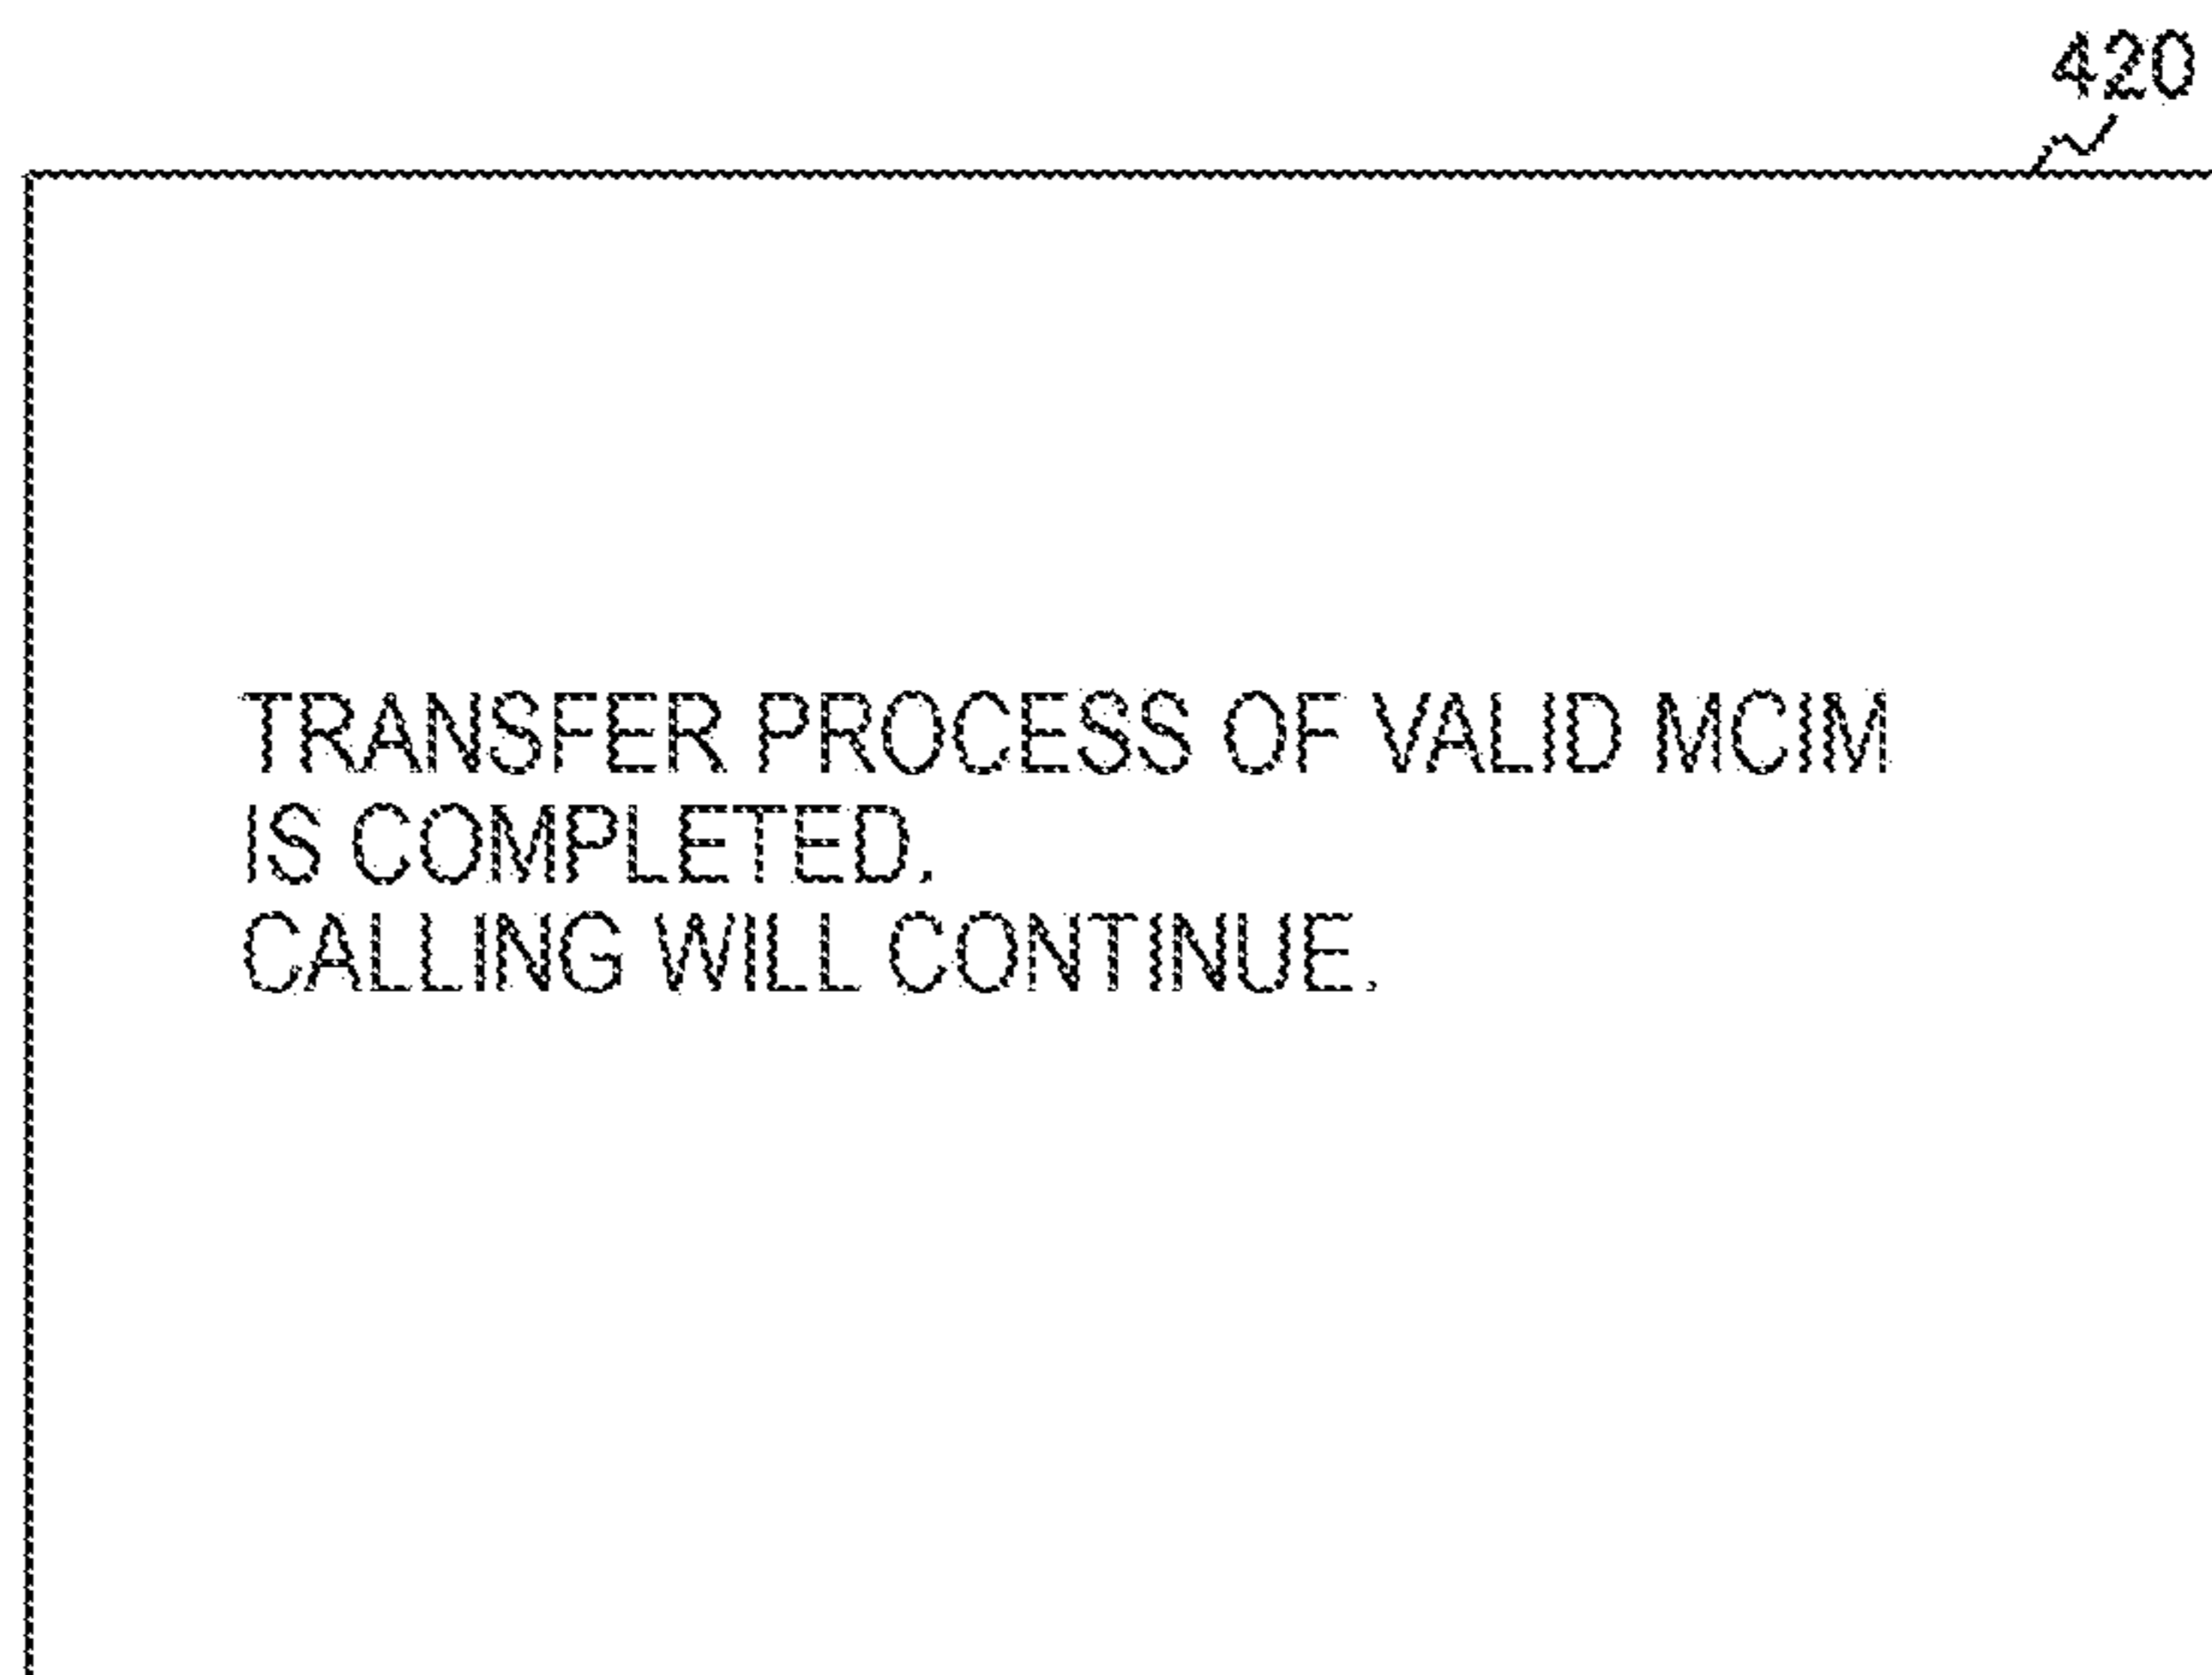 420
TRANSFER PROCESS OF VALID MCIM
IS COMPLETED.
CALLING WILL CONTINUE.